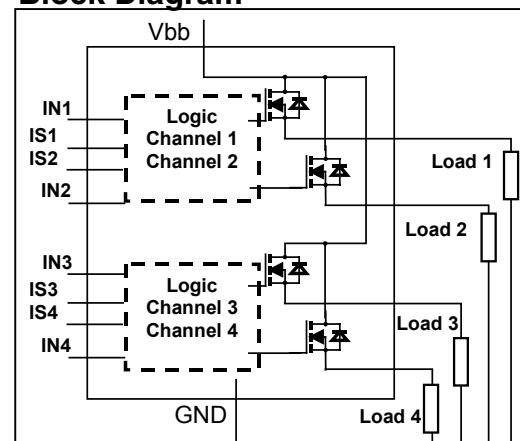 Block Diagram
Vbb
IN1
IS1
IS2
IN2
Logic
Channel 1
Channel 2
Load 1
Load 2
IN3
IS3
IS4
IN4
Logic
Channel 3
Channel 4
Load 3
Load 4
GND